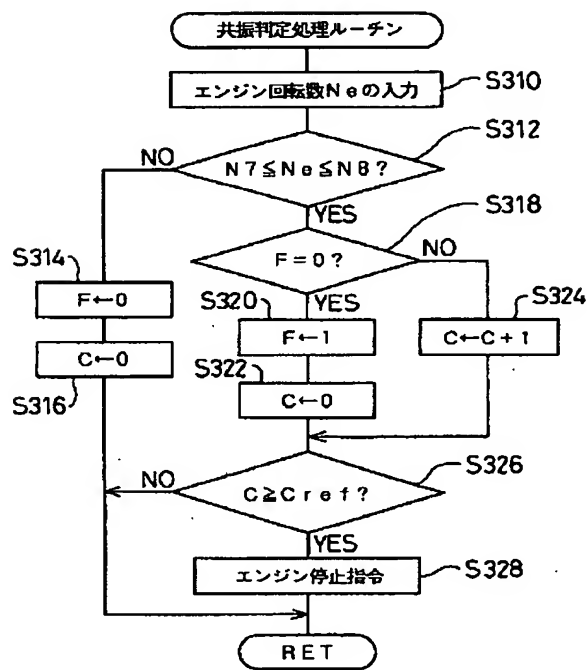 共振判定処理ルーチン
エンジン回転数Neの入力
S310
S312
N7≦Ne≦N8?
NO
YES
S318
F=0?
NO
S314
F←0
YES
S320
F←1
S324
C←C+1
C←0
S316
S322
C←0
S326
C≧Cref?
NO
YES
エンジン停止指令
S328
RET